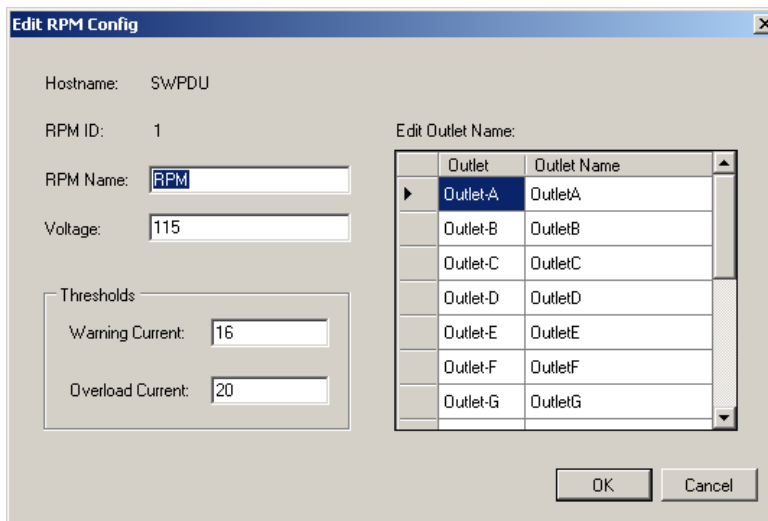 Edit RPM Config
Hostname: SWPDU
RPM ID: 1
RPM Name: RPM
Voltage: 115
Thresholds
Warning Current: 16
Overload Current: 20
Edit Outlet Name:
Outlet Outlet Name
Outlet-A OutletA
Outlet-B OutletB
Outlet-C OutletC
Outlet-D OutletD
Outlet-E OutletE
Outlet-F OutletF
Outlet-G OutletG
OK Cancel